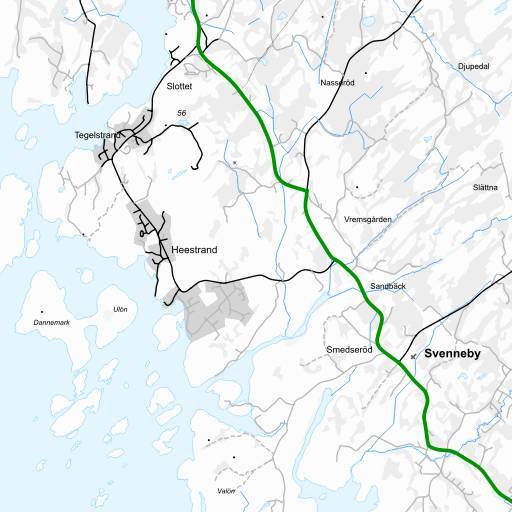 Djupedal
Nasseröd
Slottet
56
Tegelstrand
Slättna
Vremsgården
Heestrand
Sandbäck
Ulön
Dannemark
Smedseröd
Svenneby
Valön